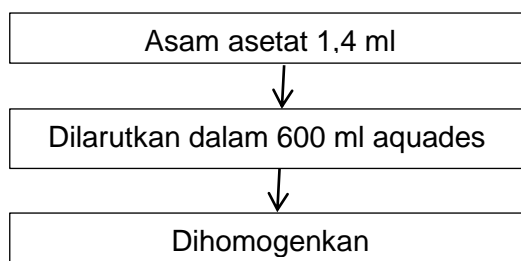 Asam asetat 1,4 ml
Dilarutkan dalam 600 ml aquades
Dihomogenkan